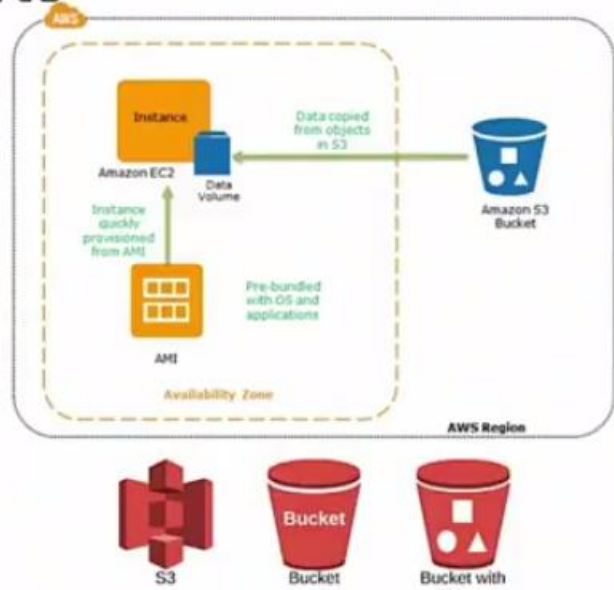 AWS
Instance
Amazon EC2
Data
Volume
Data copied
from objects
in S3
Amazon S3
Bucket
Instance
quickly
provisioned
from AMI
Pre-bundled
with OS and
applications
AMI
Availability Zone
AWS Region
Bucket
S3
Bucket
Bucket with